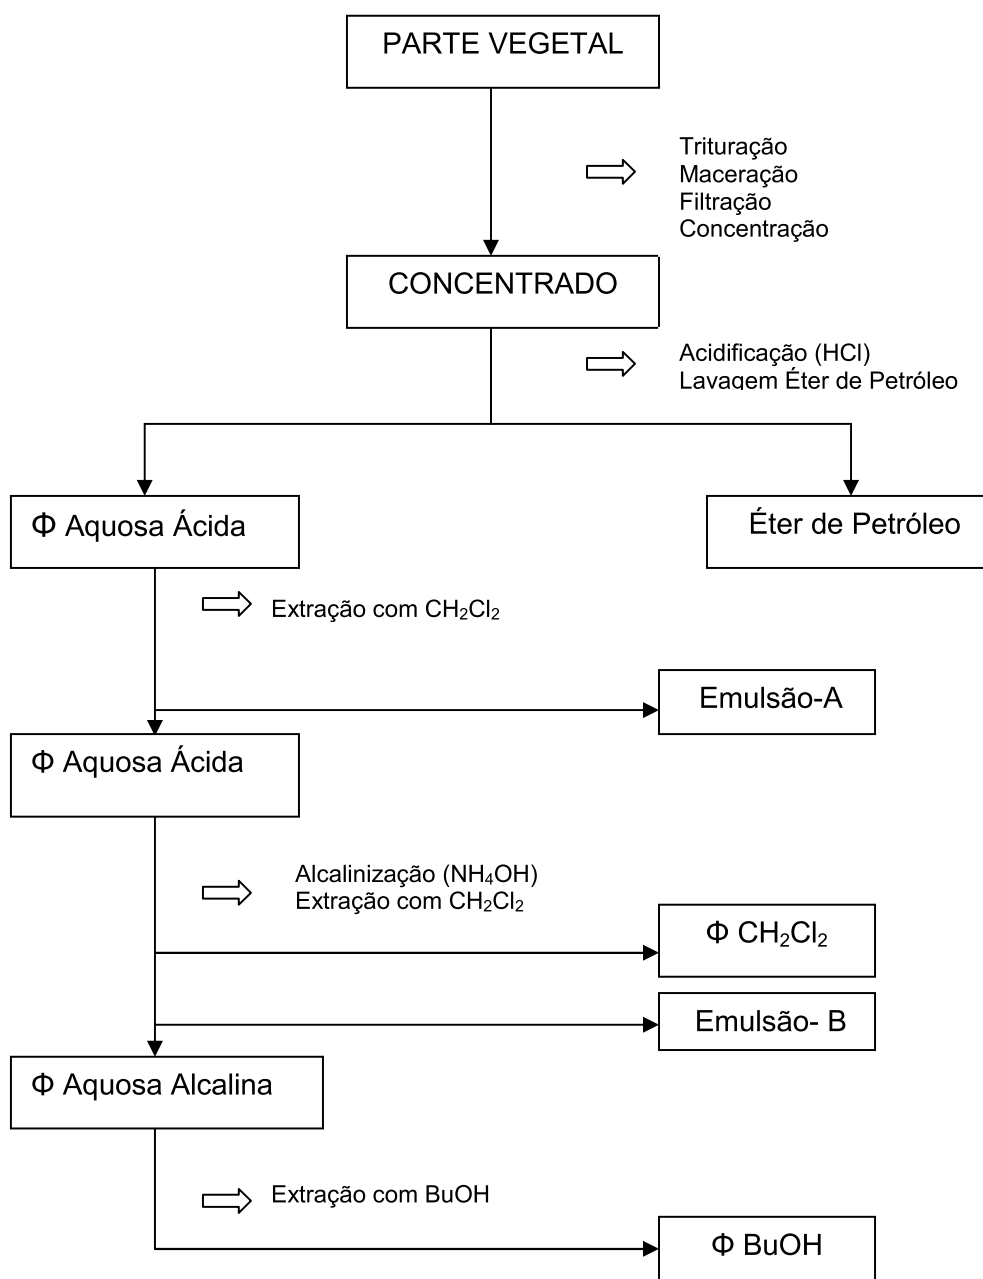 PARTE VEGETAL
Trituração
Maceração
Filtração
Concentração
CONCENTRADO
Acidificação (HCl)
Lavagem Éter de Petróleo
Φ Aquosa Ácida
Éter de Petróleo
Extração com CH₂Cl₂
Emulsão-A
Φ Aquosa Ácida
Alcalinização (NH₄OH)
Extração com CH₂Cl₂
Φ CH₂Cl₂
Emulsão- B
Φ Aquosa Alcalina
Extração com BuOH
Φ BuOH